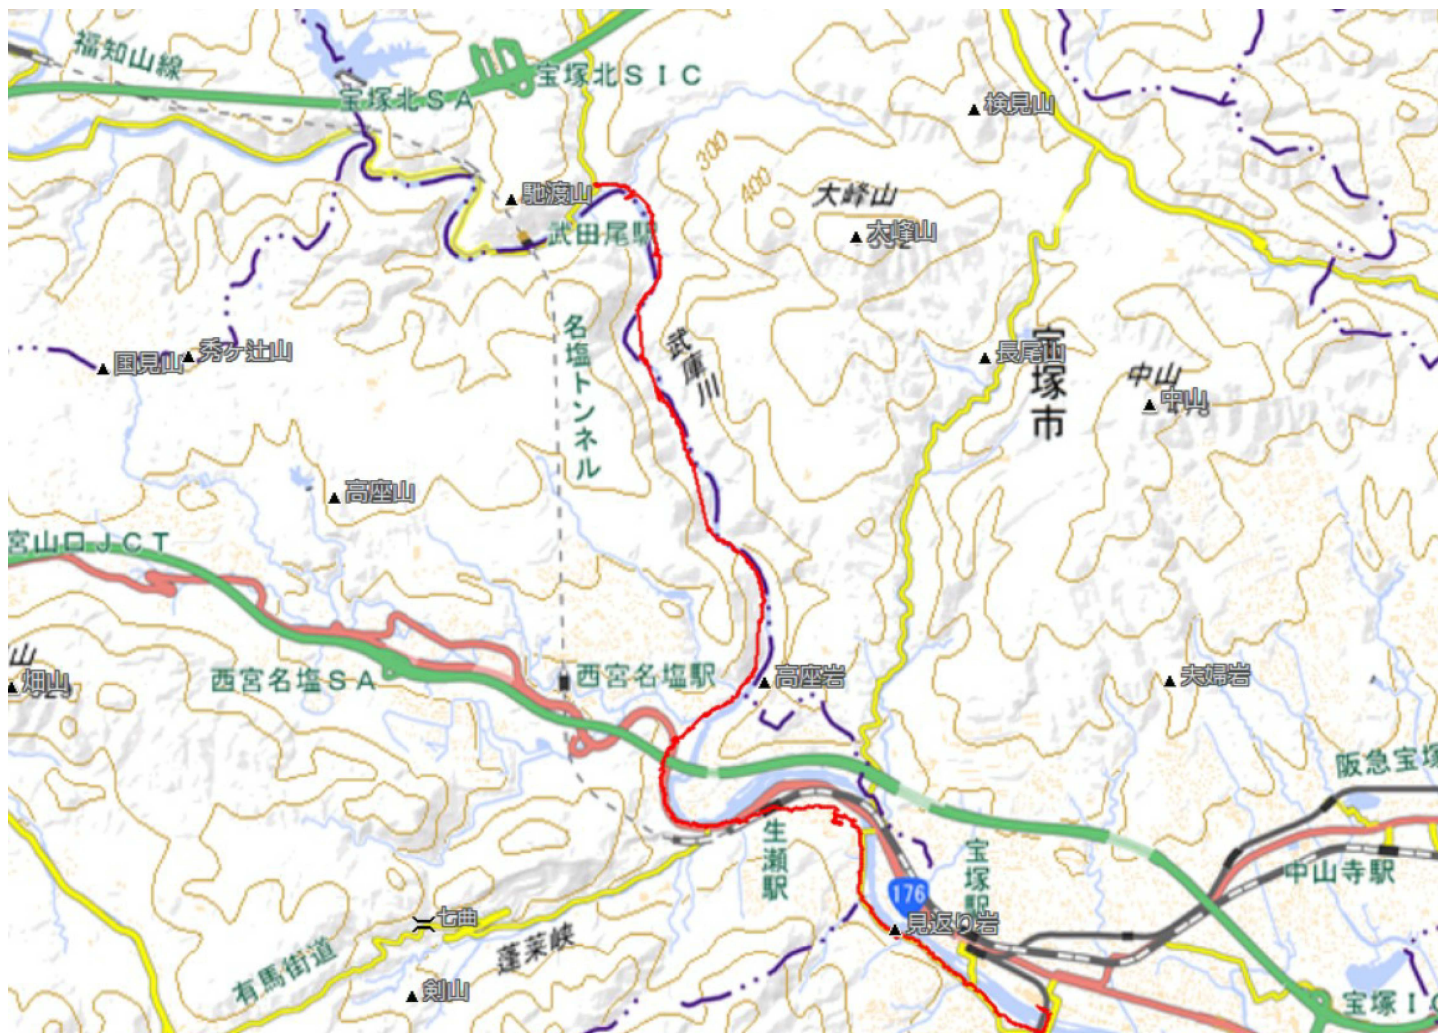 福知山線
宝塚北ＳＩＣ
宝塚北ＳＡ
検見山
300
400
馳渡山
大峰山
大峰山
武田尾駅
名塩トンネル
武庫川
国見山
秀ヶ辻山
長尾山
宝塚市
中山
中山
高座山
宮山口ＪＣＴ
山
畑山
西宮名塩ＳＡ
西宮名塩駅
高座岩
夫婦岩
阪急宝塚
生瀬駅
宝塚駅
中山寺駅
176
七曲
見返り岩
蓬莱峡
有馬街道
剣山
宝塚ＩＣ